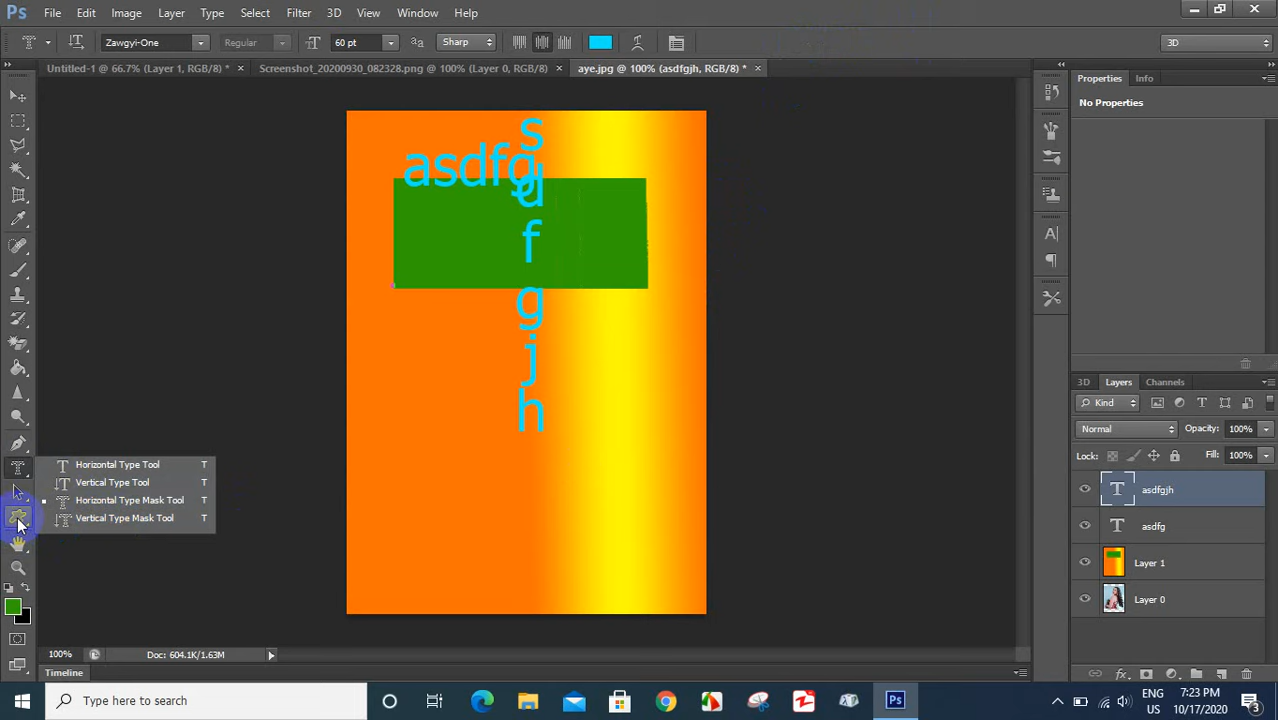 Ps File Edit Image Layer Type Select Filter 3D View Window Help
T Zawgyi-One Regular 60 pt aa Sharp 3D
Untitled-1 @ 66.7% (Layer 1, RGB/8) * × Screenshot_20200930_082328.png @ 100% (Layer 0, RGB/8) × aye.jpg @ 100% (asdfgjh, RGB/8) * ×
Properties Info
No Properties
asdfg
s
d
f
g
j
h
3D Layers Channels
Kind
Normal Opacity: 100%
Lock: Fill: 100%
T asdfgjh
T asdfg
Layer 1
Layer 0
T Horizontal Type Tool T
T Vertical Type Tool T
Horizontal Type Mask Tool T
Vertical Type Mask Tool T
100% Doc: 604.1K/1.63M
Timeline
Type here to search
Ps
ENG
US
7:23 PM
10/17/2020
3